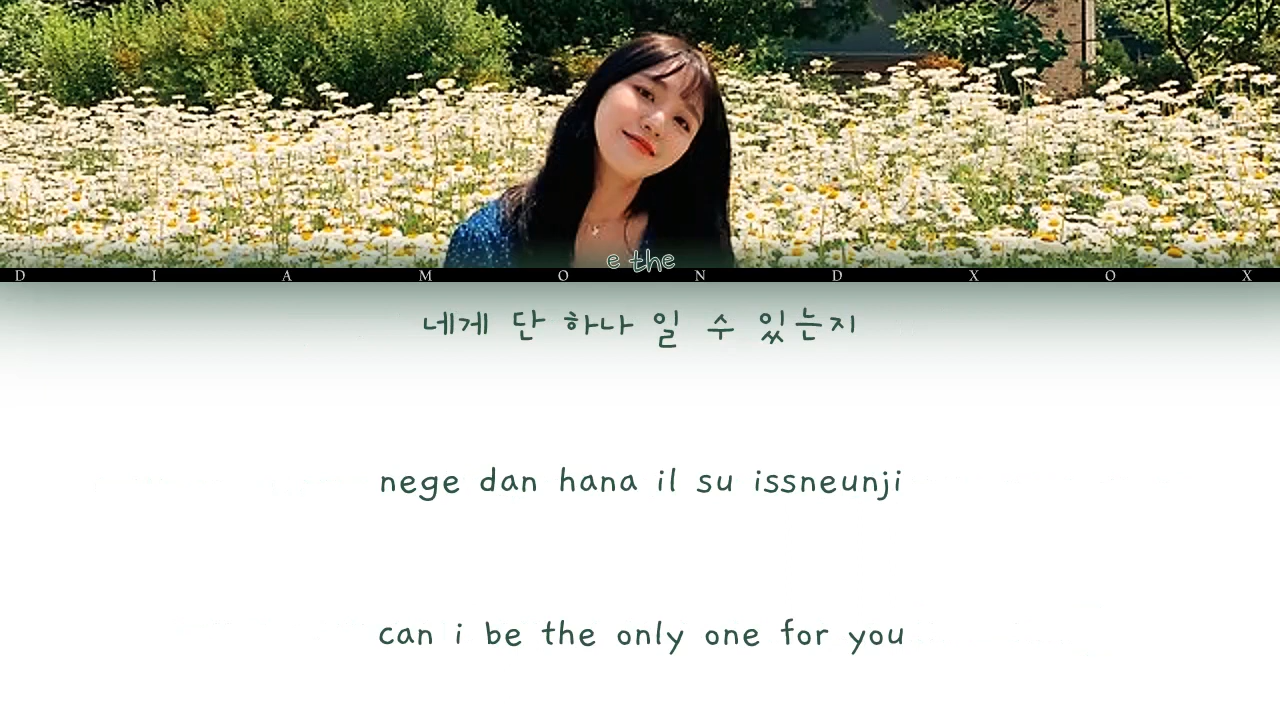 e the
D I A M O N D X O X
네게 단 하나 일 수 있는지
nege dan hana il su issneunji
can i be the only one for you